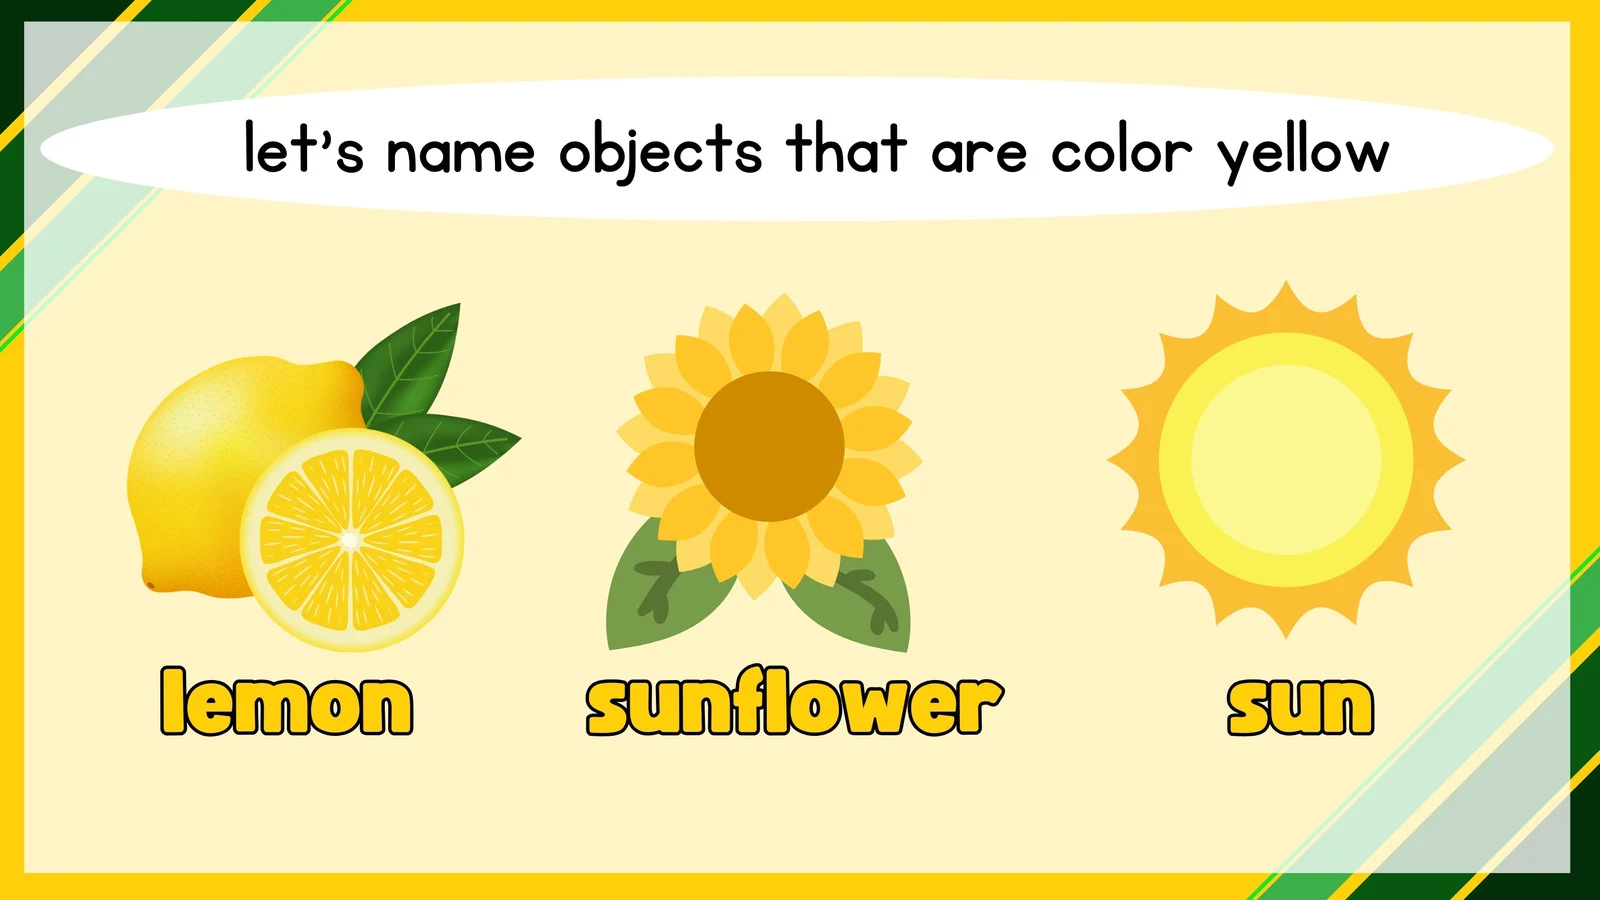 let's name objects that are color yellow
lemon
sunflower
sun